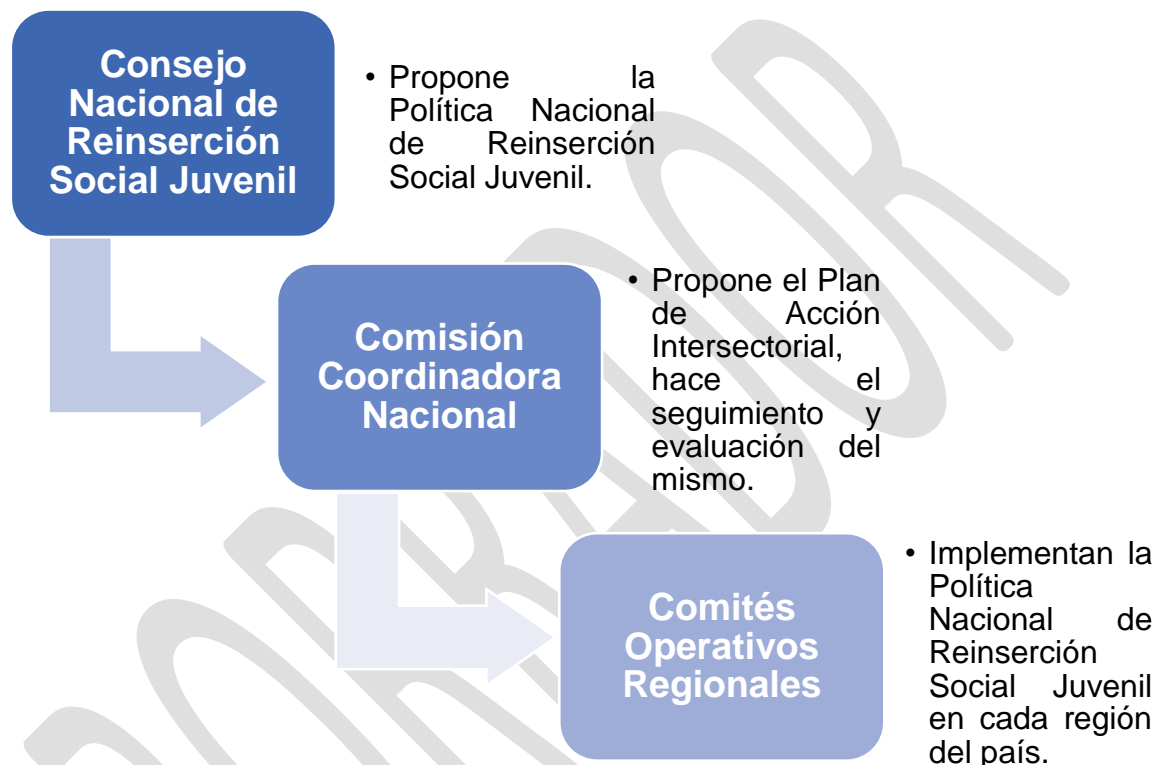 Consejo
Nacional de
Reinserción
Social Juvenil
• Propone la
Política Nacional
de Reinserción
Social Juvenil.
Comisión
Coordinadora
Nacional
• Propone el Plan
de Acción
Intersectorial,
hace el
seguimiento y
evaluación del
mismo.
Comités
Operativos
Regionales
• Implementan la
Política
Nacional de
Reinserción
Social Juvenil
en cada región
del país.
BORRADOR